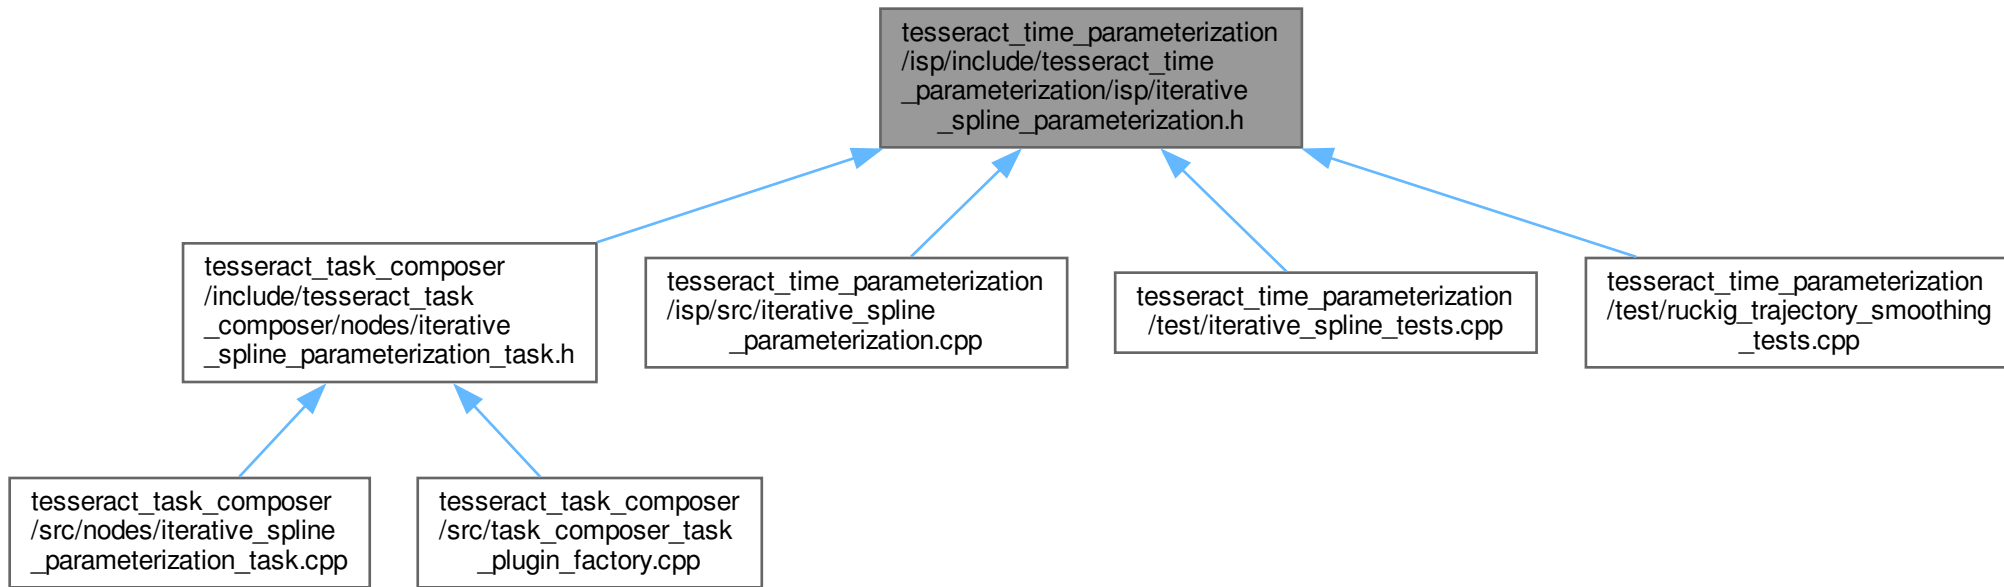 tesseract_time_parameterization
/isp/include/tesseract_time
_parameterization/isp/iterative
_spline_parameterization.h
tesseract_task_composer
/include/tesseract_task
_composer/nodes/iterative
_spline_parameterization_task.h
tesseract_time_parameterization
/isp/src/iterative_spline
_parameterization.cpp
tesseract_time_parameterization
/test/iterative_spline_tests.cpp
tesseract_time_parameterization
/test/ruckig_trajectory_smoothing
_tests.cpp
tesseract_task_composer
/src/nodes/iterative_spline
_parameterization_task.cpp
tesseract_task_composer
/src/task_composer_task
_plugin_factory.cpp